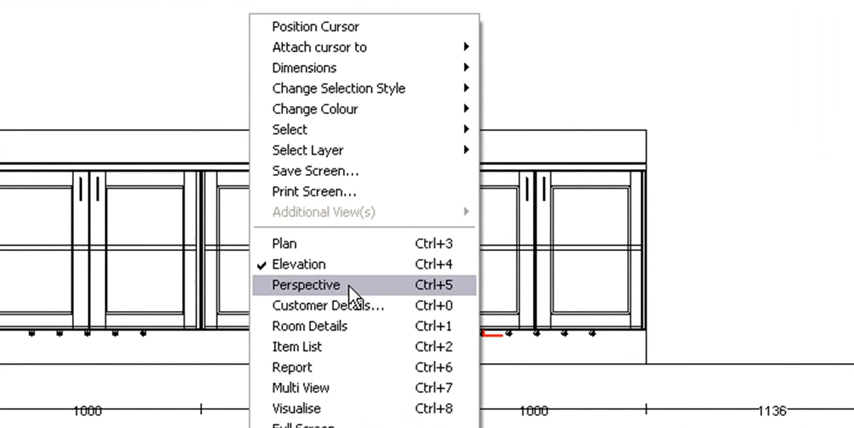 Position Cursor
Attach cursor to
Dimensions
Change Selection Style
Change Colour
Select
Select Layer
Save Screen...
Print Screen...
Additional View(s)
Plan Ctrl+3
Elevation Ctrl+4
Perspective Ctrl+5
Customer Details... Ctrl+0
Room Details Ctrl+1
Item List Ctrl+2
Report Ctrl+6
Multi View Ctrl+7
Visualise Ctrl+8
Full Screen
1000
1000
1136